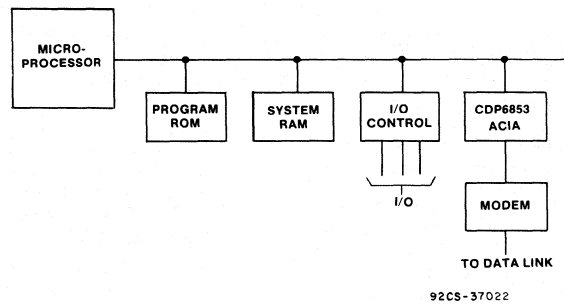 MICRO-
PROCESSOR
PROGRAM
ROM
SYSTEM
RAM
I/O
CONTROL
CDP6853
ACIA
I/O
MODEM
TO DATA LINK
92CS-37022